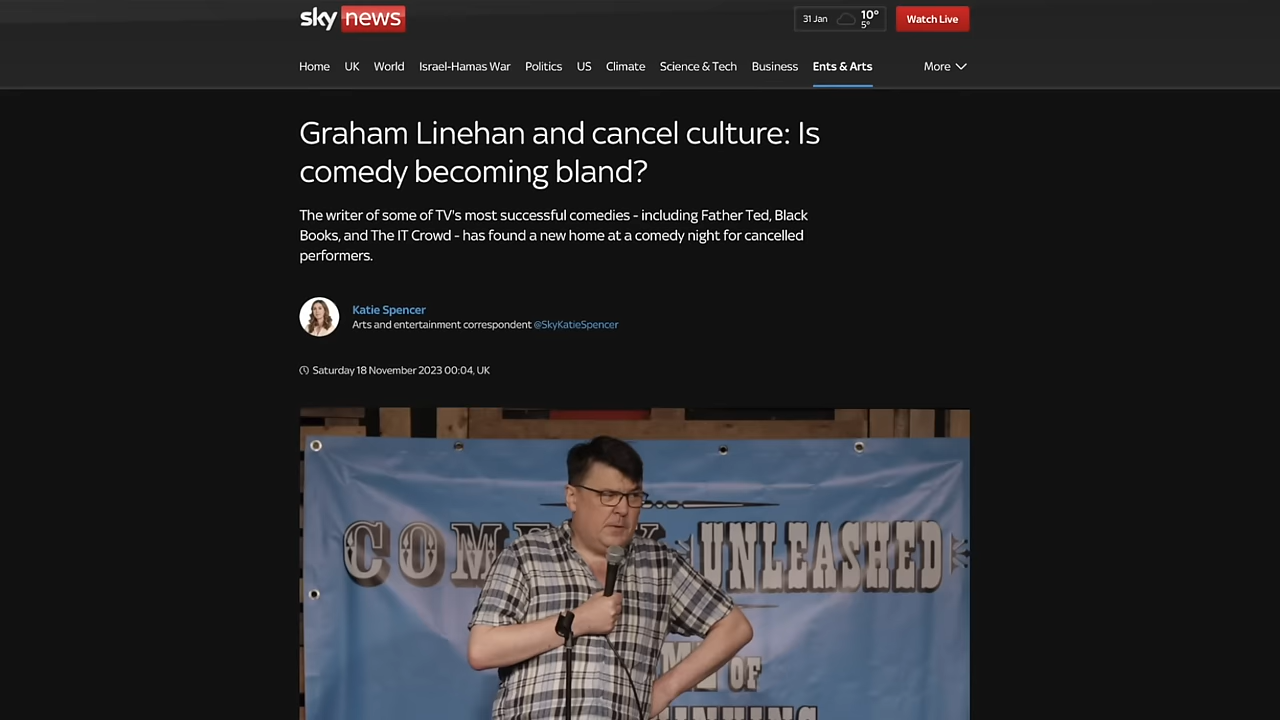 sky news
31 Jan 10° 5°
Watch Live
Home UK World Israel-Hamas War Politics US Climate Science & Tech Business Ents & Arts More
Graham Linehan and cancel culture: Is
comedy becoming bland?
The writer of some of TV's most successful comedies - including Father Ted, Black
Books, and The IT Crowd - has found a new home at a comedy night for cancelled
performers.
Katie Spencer
Arts and entertainment correspondent @SkyKatieSpencer
Saturday 18 November 2023 00:04, UK
UNLEASHED
OF